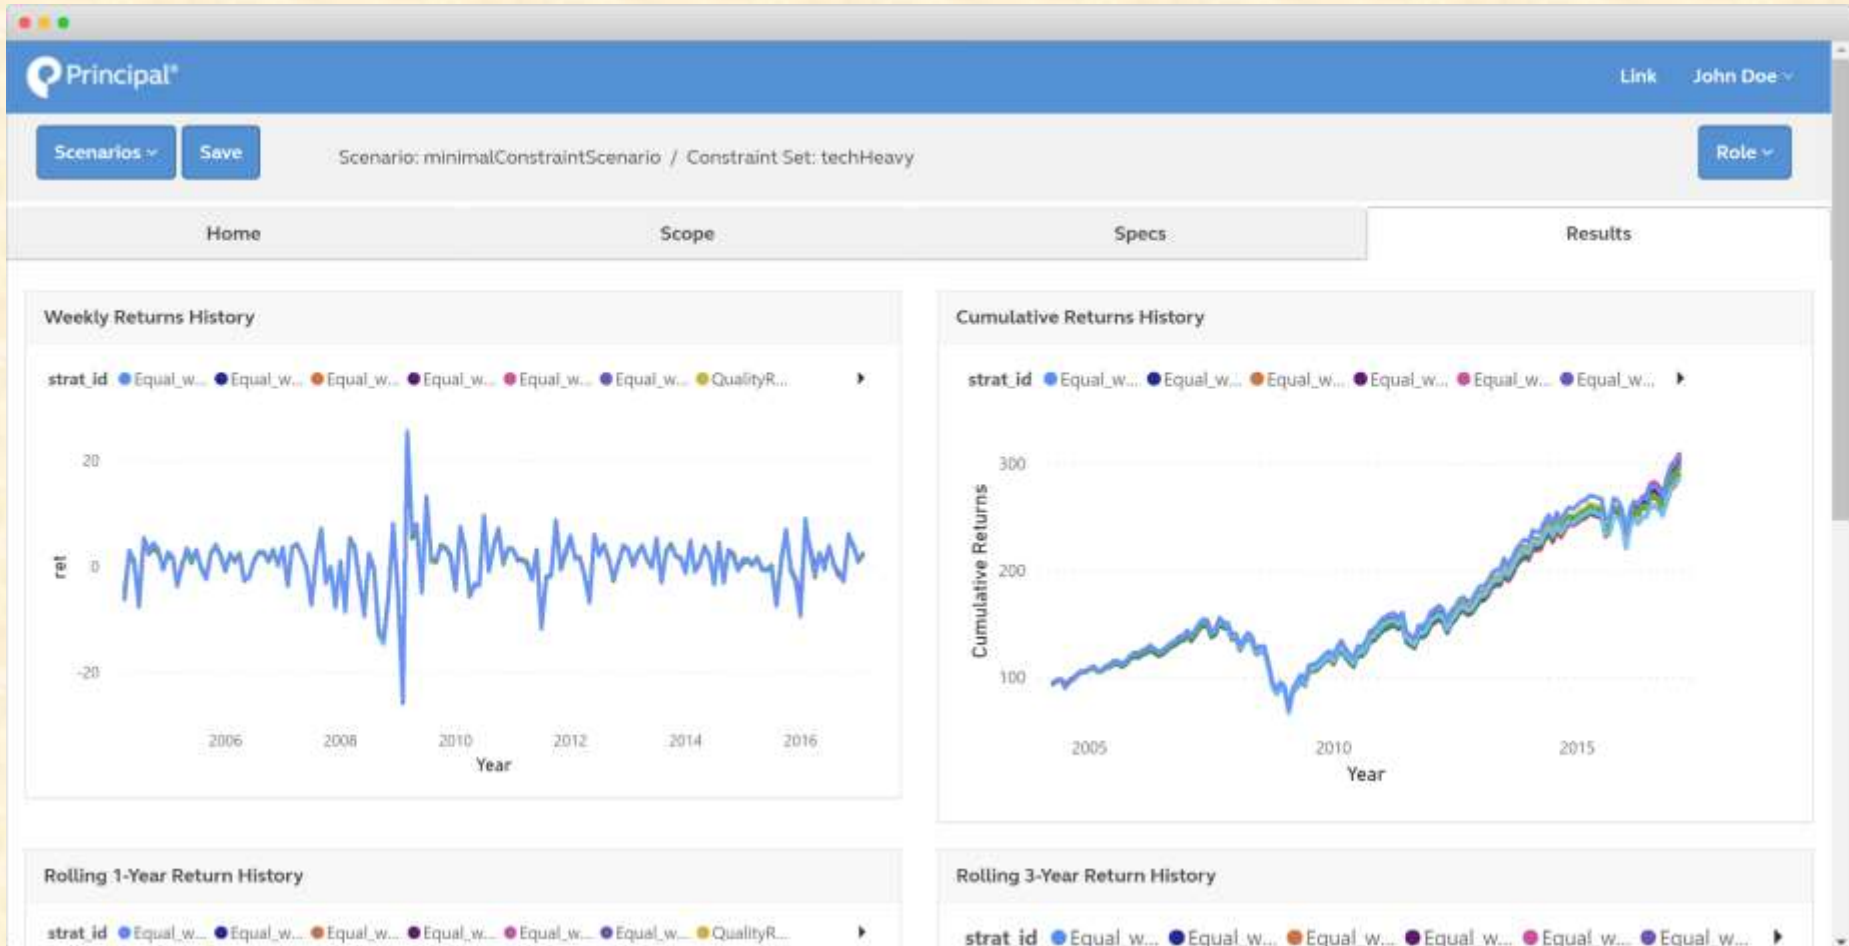 Principal®
Link John Doe
Scenarios Save Scenario: minimalConstraintScenario / Constraint Set: techHeavy Role
Home Scope Specs Results
Weekly Returns History
strat_id Equal_w... Equal_w... Equal_w... Equal_w... Equal_w... Equal_w... QualityR...
20
0
-20
ret
2006 2008 2010 2012 2014 2016
Year
Cumulative Returns History
strat_id Equal_w... Equal_w... Equal_w... Equal_w... Equal_w... Equal_w...
300
200
100
Cumulative Returns
2005 2010 2015
Year
Rolling 1-Year Return History
strat_id Equal_w... Equal_w... Equal_w... Equal_w... Equal_w... Equal_w... QualityR...
Rolling 3-Year Return History
strat_id Equal_w... Equal_w... Equal_w... Equal_w... Equal_w... Equal_w...